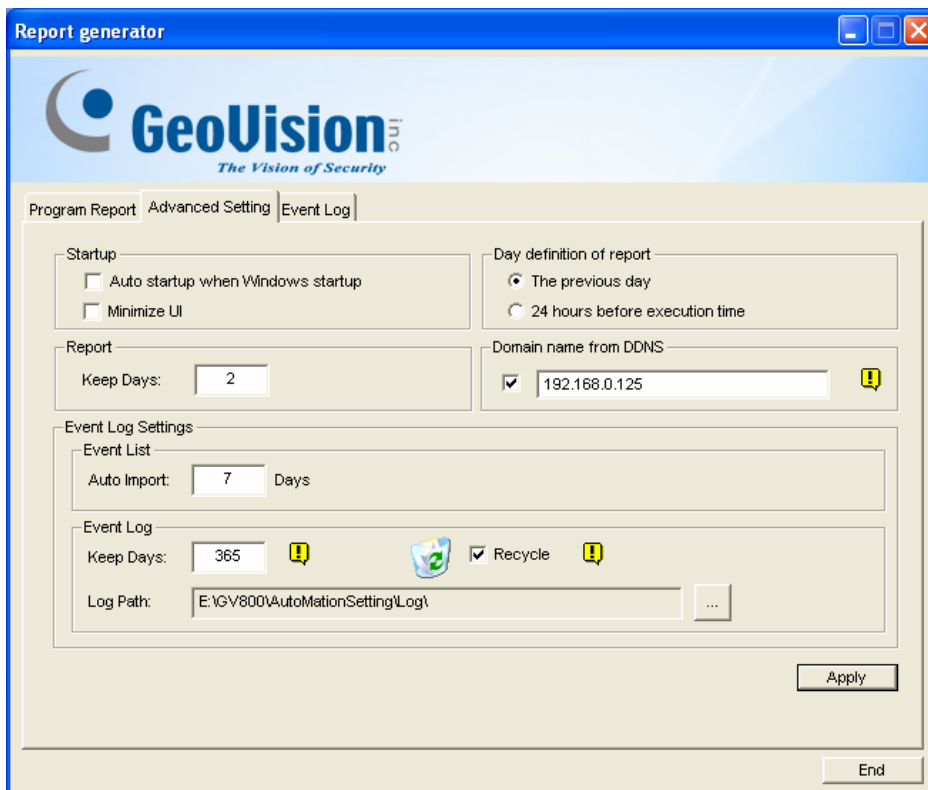 Report generator
GeoVision inc
The Vision of Security
Program Report
Advanced Setting
Event Log
Startup
Auto startup when Windows startup
Minimize UI
Day definition of report
The previous day
24 hours before execution time
Report
Keep Days: 2
Domain name from DDNS
192.168.0.125
Event Log Settings
Event List
Auto Import: 7 Days
Event Log
Keep Days: 365
Recycle
Log Path: E:\GV800\AutoMationSetting\Log\
...
Apply
End